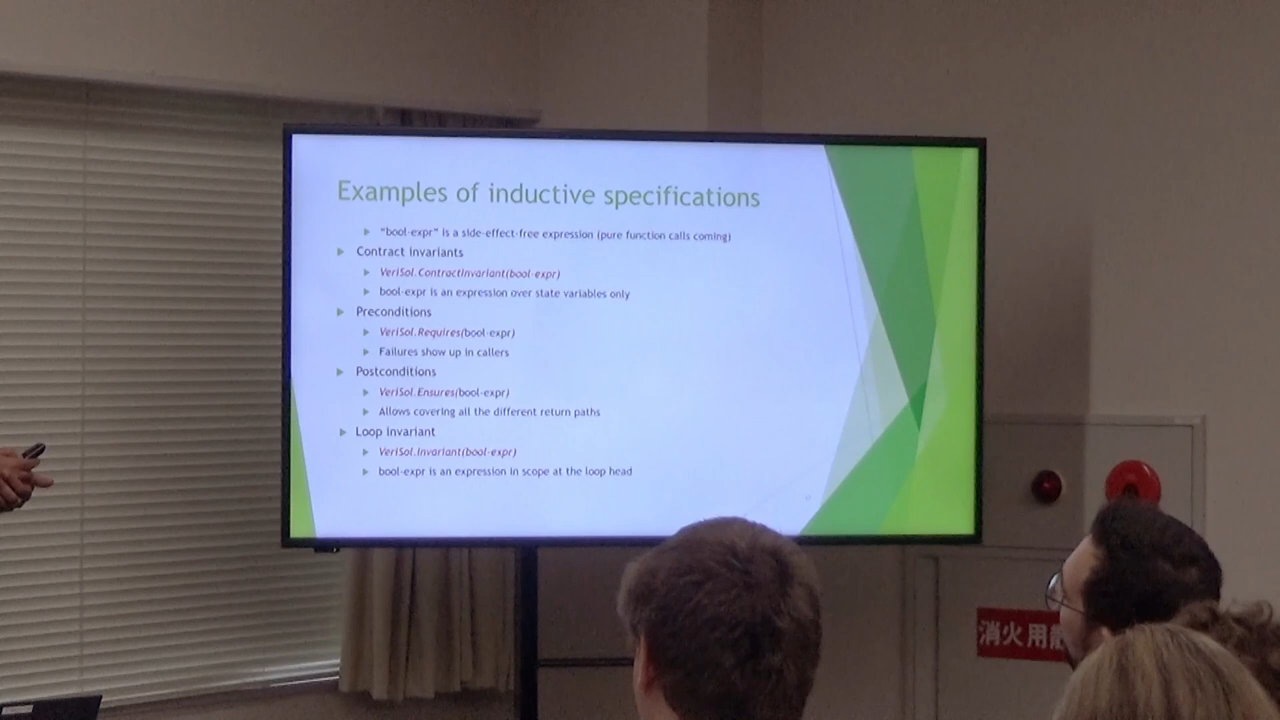 Examples of inductive specifications
"bool-expr" is a side-effect-free expression (pure function calls coming)
Contract invariants
VeriSol.ContractInvariant(bool-expr)
bool-expr is an expression over state variables only
Preconditions
VeriSol.Requires(bool-expr)
Failures show up in callers
Postconditions
VeriSol.Ensures(bool-expr)
Allows covering all the different return paths
Loop invariant
VeriSol.Invariant(bool-expr)
bool-expr is an expression in scope at the loop head
消火用